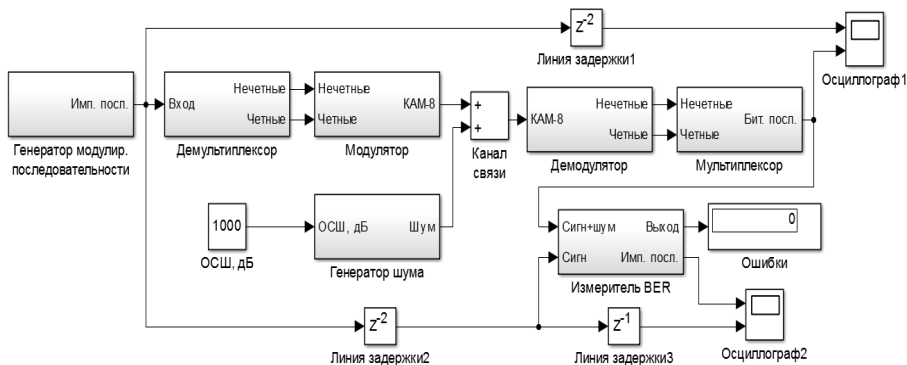 Z-2
Линия задержки1
Осциллограф1
Имп. посл.
Генератор модулир.
последовательности
Вход
Нечетные
Четные
Демультиплексор
Нечетные
Четные
КАМ-8
Модулятор
+
+
Канал
связи
КАМ-8
Нечетные
Четные
Демодулятор
Нечетные
Четные
Бит. посл.
Мультиплексор
1000
ОСШ, дБ
ОСШ, дБ
Шум
Генератор шума
Сигн+шум
Выход
Сигн
Имп. посл.
Измеритель BER
0
Ошибки
Z-2
Линия задержки2
Z-1
Линия задержки3
Осциллограф2